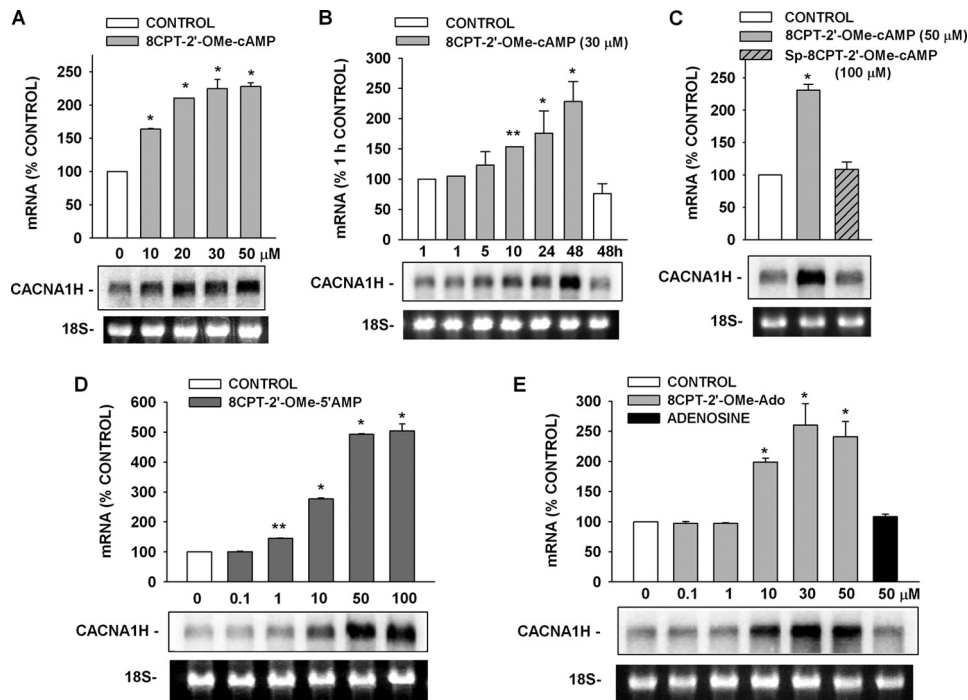 A
CONTROL
8CPT-2'-OMe-cAMP
mRNA (% CONTROL)
250
200
150
100
50
0
*
*
*
*
0 10 20 30 50 μM
CACNA1H -
18S-
B
CONTROL
8CPT-2'-OMe-cAMP (30 μM)
mRNA (% 1 h CONTROL)
300
250
200
150
100
50
0
**
*
*
1 1 5 10 24 48 48h
CACNA1H -
18S-
C
CONTROL
8CPT-2'-OMe-cAMP (50 μM)
Sp-8CPT-2'-OMe-cAMP
(100 μM)
mRNA (% CONTROL)
250
200
150
100
50
0
*
CACNA1H -
18S-
D
CONTROL
8CPT-2'-OMe-5'AMP
mRNA (% CONTROL)
600
500
400
300
200
100
0
**
*
*
*
0 0.1 1 10 50 100
CACNA1H -
18S-
E
CONTROL
8CPT-2'-OMe-Ado
ADENOSINE
mRNA (% CONTROL)
300
250
200
150
100
50
0
*
*
*
0 0.1 1 10 30 50 50 μM
CACNA1H -
18S-